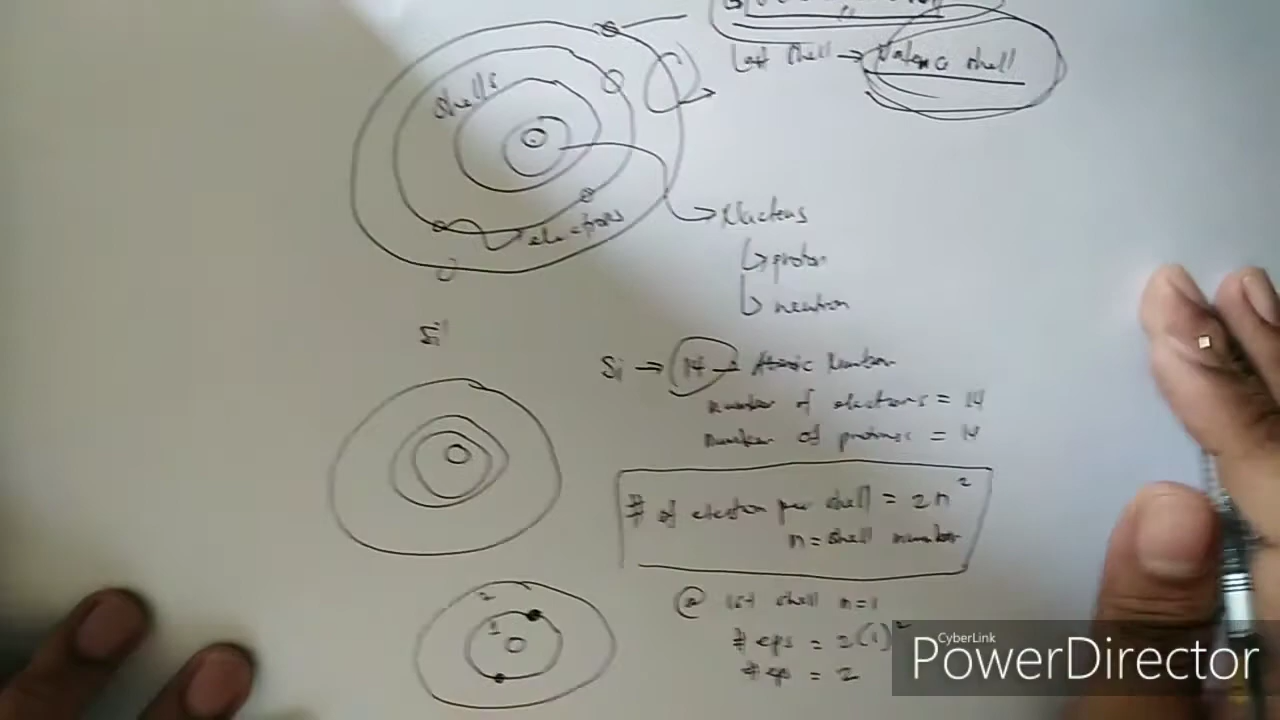 Last shell → Valence shell
shells
electrons
Nucleus
↳ proton
↳ neutron
Si
Si → 14 → Atomic Number
number of electrons = 14
number of protons = 14
# of electron per shell = 2n²
n = shell number
2
1
@ 1st shell n=1
# eps = 2(1)²
# ep = 2
CyberLink
PowerDirector